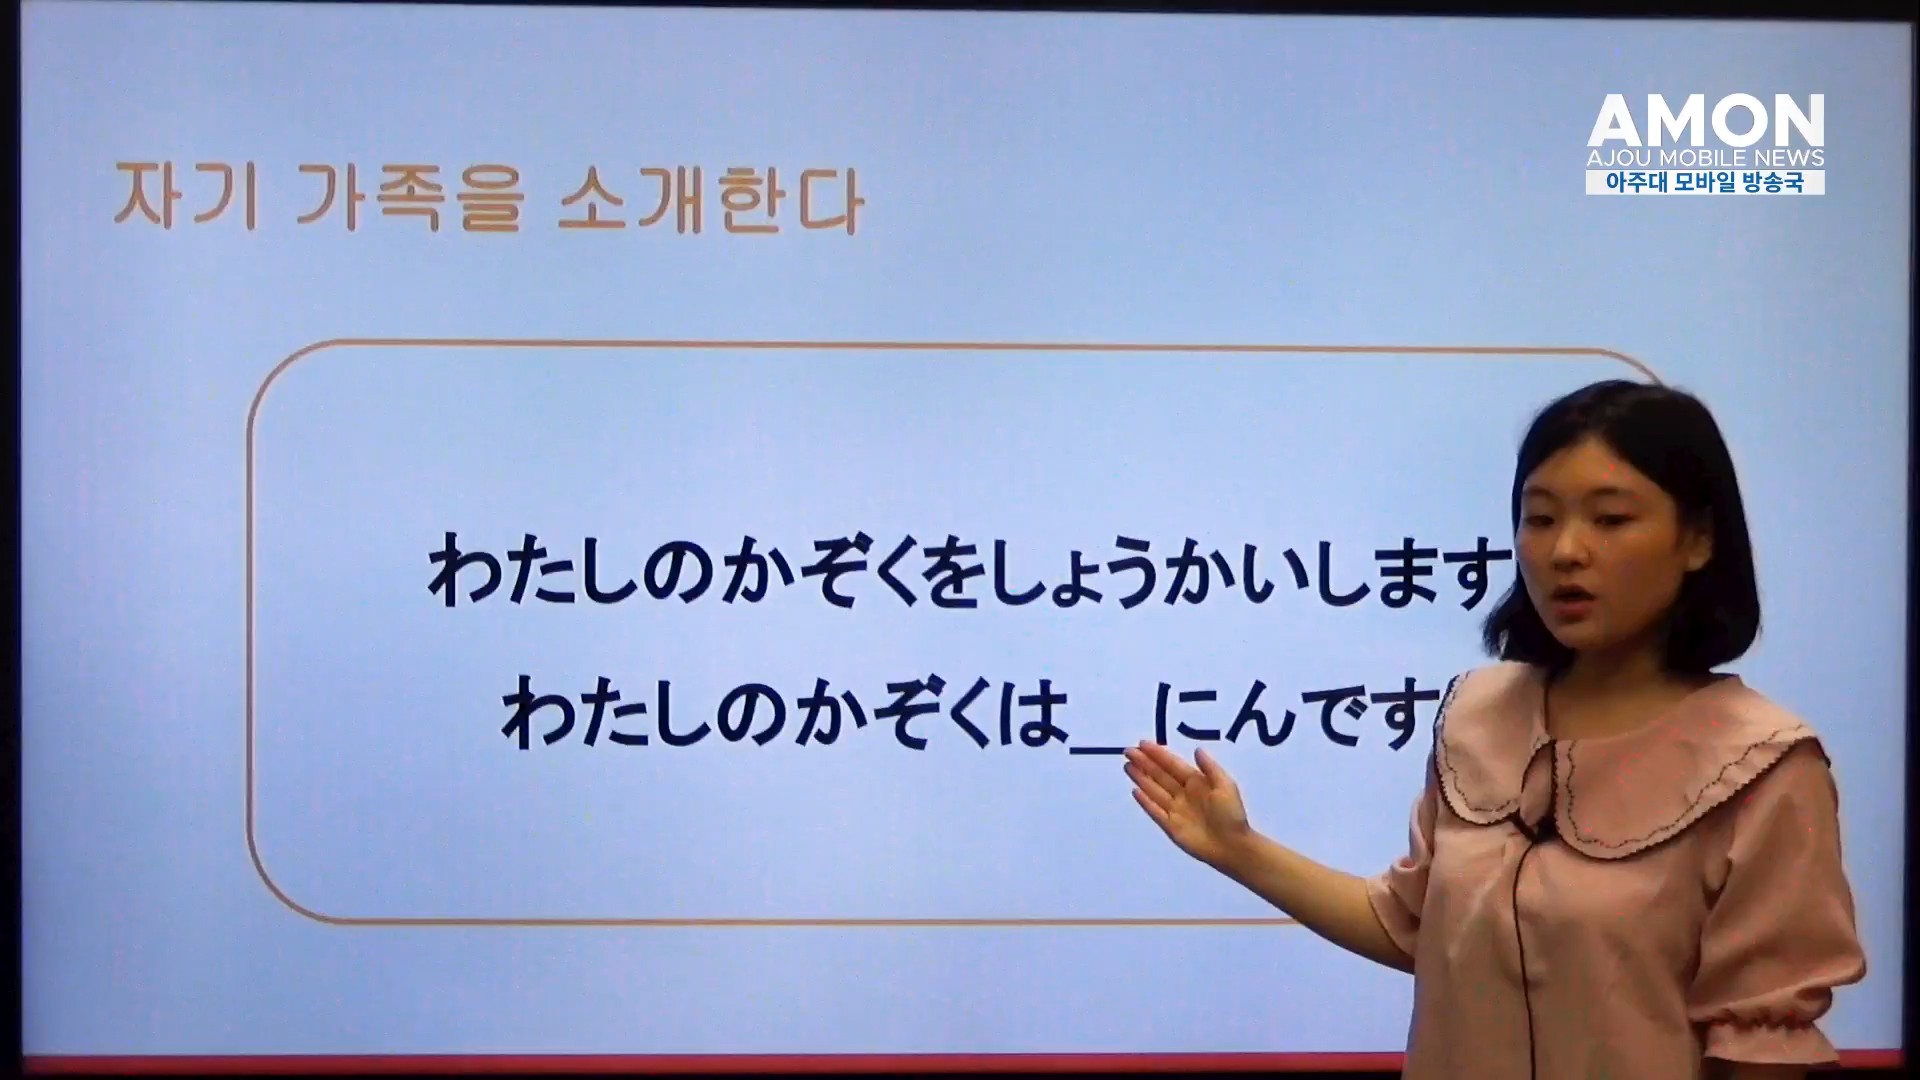 AMON
AJOU MOBILE NEWS
아주대 모바일 방송국
자기 가족을 소개한다
わたしのかぞくをしょうかいします
わたしのかぞくは__にんです